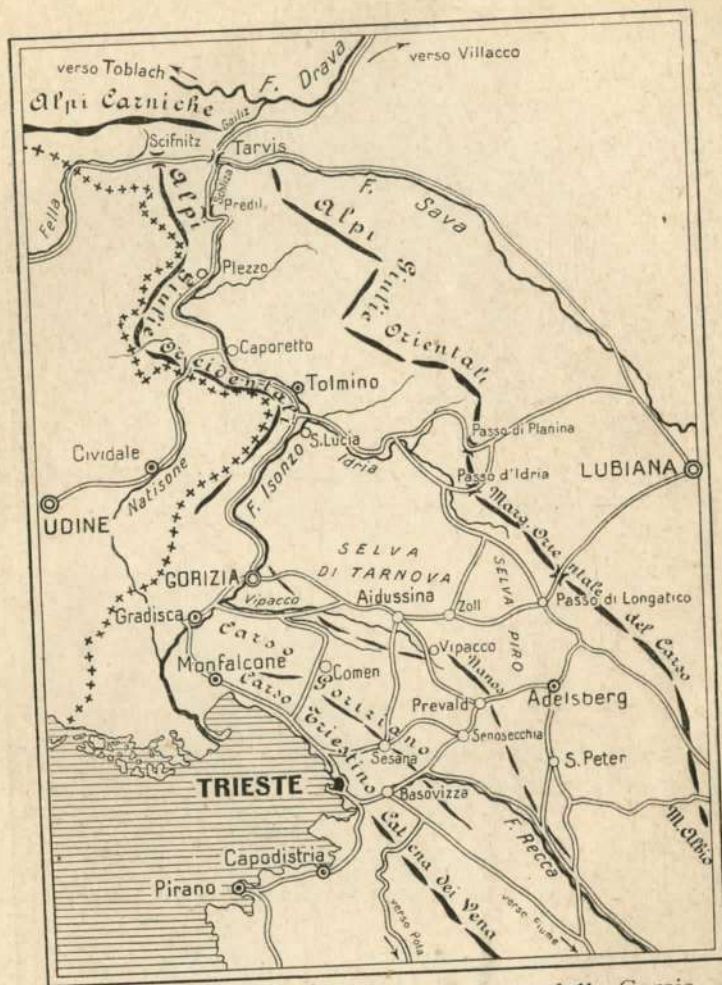 verso Toblach
F. Drava
verso Villacco
Alpi Carniche
Gailiz
Scifnitz
Tarvis
Fella
Schliza
Predil
Alpi Giulie Occidentali
F. Sava
Alpi Giulie Orientali
Plezzo
Caporetto
Tolmino
S. Lucia
Idria
Passo di Planina
Cividale
Natisone
F. Isonzo
Passo d'Idria
LUBIANA
UDINE
Marg. Orientale del Carso
SELVA
DI TARNOVA
GORIZIA
SELVA PIRO
Vipacco
Aidussina
Zoll
Passo di Longatico
Gradisca
Carso Goriziano
Vipacco
Nanos
Monfalcone
Comen
Carso Triestino
Prevald
Adelsberg
Sesana
Senosecchia
S. Peter
TRIESTE
Basovizza
F. Recca
M. Albio
Capodistria
Catena dei Vena
Pirano
verso Pola
verso Fiume